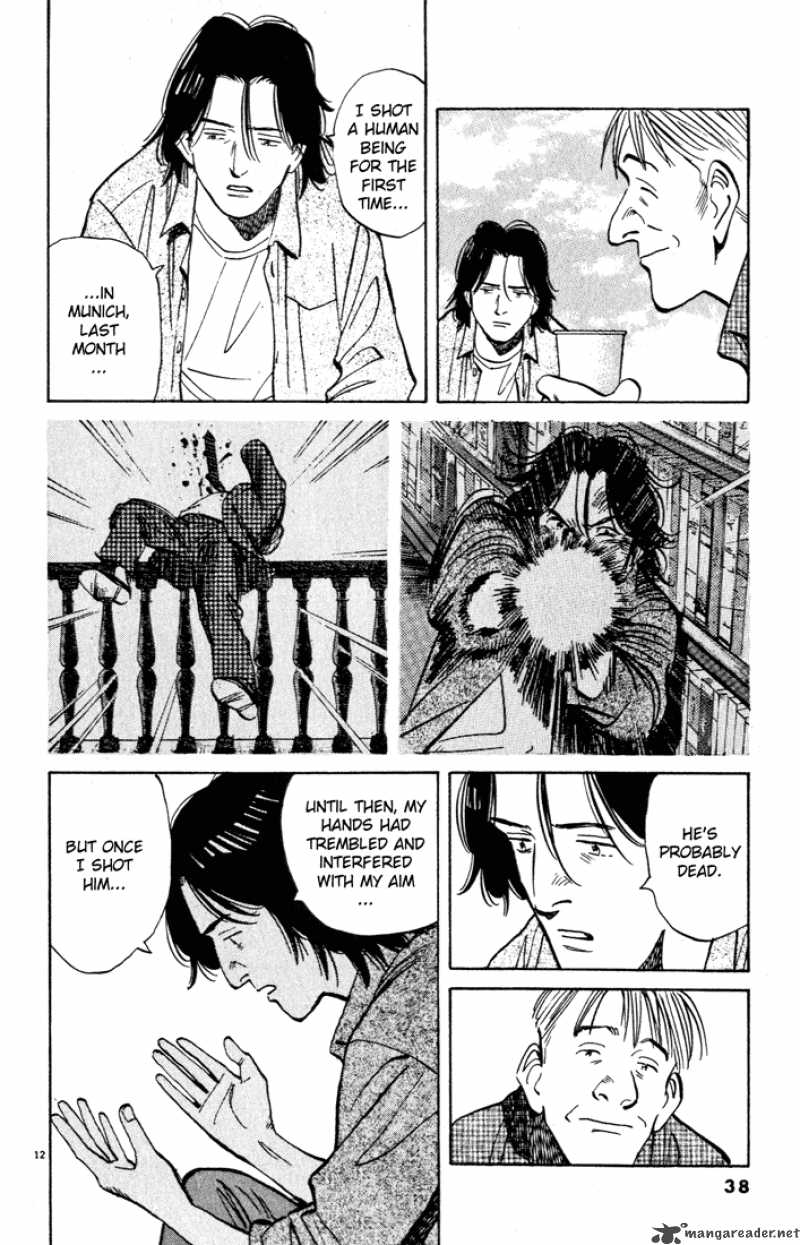 I SHOT
A HUMAN
BEING
FOR THE
FIRST
TIME...
...IN
MUNICH,
LAST
MONTH
...
HE'S
PROBABLY
DEAD.
UNTIL THEN, MY
HANDS HAD
TREMBLED AND
INTERFERED
WITH MY AIM
...
BUT ONCE
I SHOT
HIM...
12
38
mangareader.net